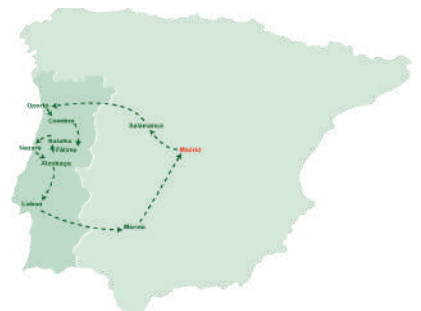 Oporto
Coimbra
Salamanca
Batalha
Nazaré
Fátima
Madrid
Alcobaça
Lisboa
Mérida